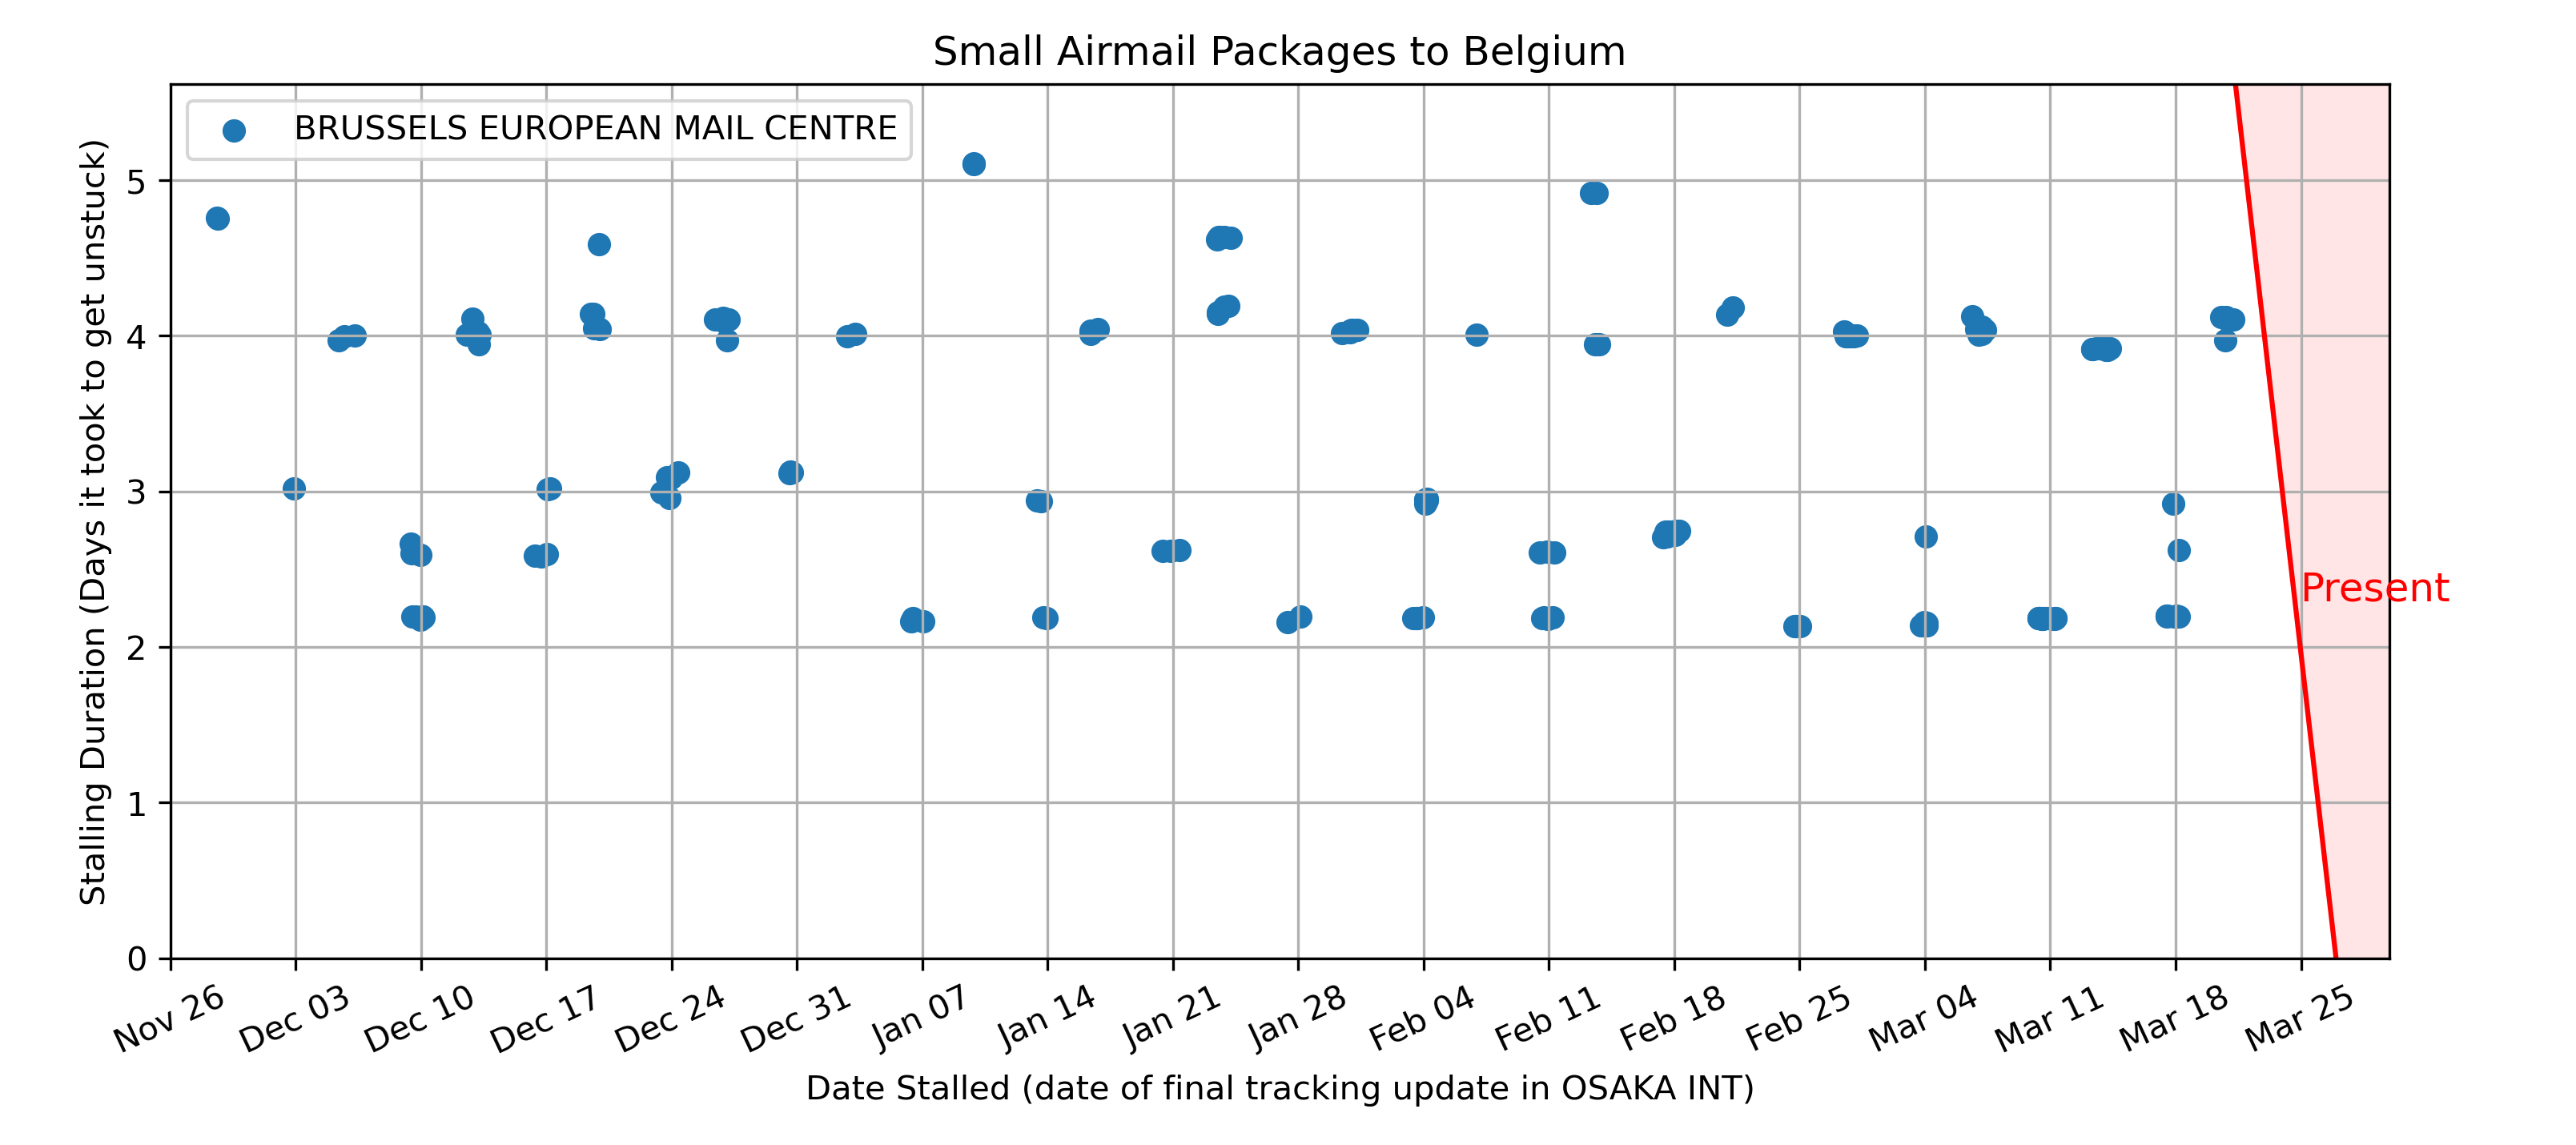 Small Airmail Packages to Belgium
BRUSSELS EUROPEAN MAIL CENTRE
Stalling Duration (Days it took to get unstuck)
5
4
3
2
1
0
Present
Nov 26 Dec 03 Dec 10 Dec 17 Dec 24 Dec 31 Jan 07 Jan 14 Jan 21 Jan 28 Feb 04 Feb 11 Feb 18 Feb 25 Mar 04 Mar 11 Mar 18 Mar 25
Date Stalled (date of final tracking update in OSAKA INT)